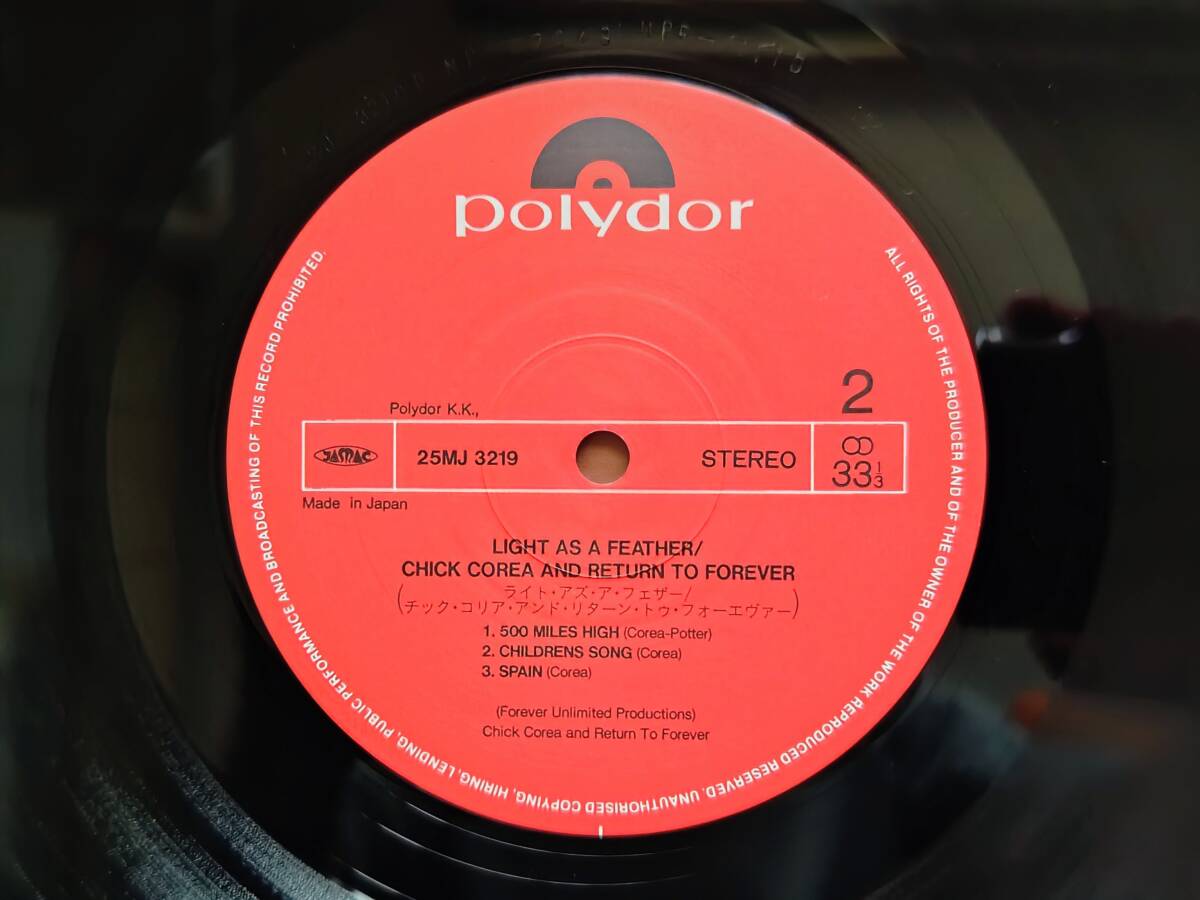 polydor
ALL RIGHTS OF THE PRODUCER AND OF THE OWNER OF THE WORK REPRODUCED RESERVED. UNAUTHORISED COPYING, HIRING, LENDING, PUBLIC PERFORMANCE AND BROADCASTING OF THIS RECORD PROHIBITED.
2
Polydor K.K.,
JASRAC 25MJ 3219 STEREO 33 1/3
Made in Japan
LIGHT AS A FEATHER/
CHICK COREA AND RETURN TO FOREVER
(ライト・アズ・ア・フェザー/
チック・コリア・アンド・リターン・トゥ・フォーエヴァー)
1. 500 MILES HIGH (Corea-Potter)
2. CHILDRENS SONG (Corea)
3. SPAIN (Corea)
(Forever Unlimited Productions)
Chick Corea and Return To Forever